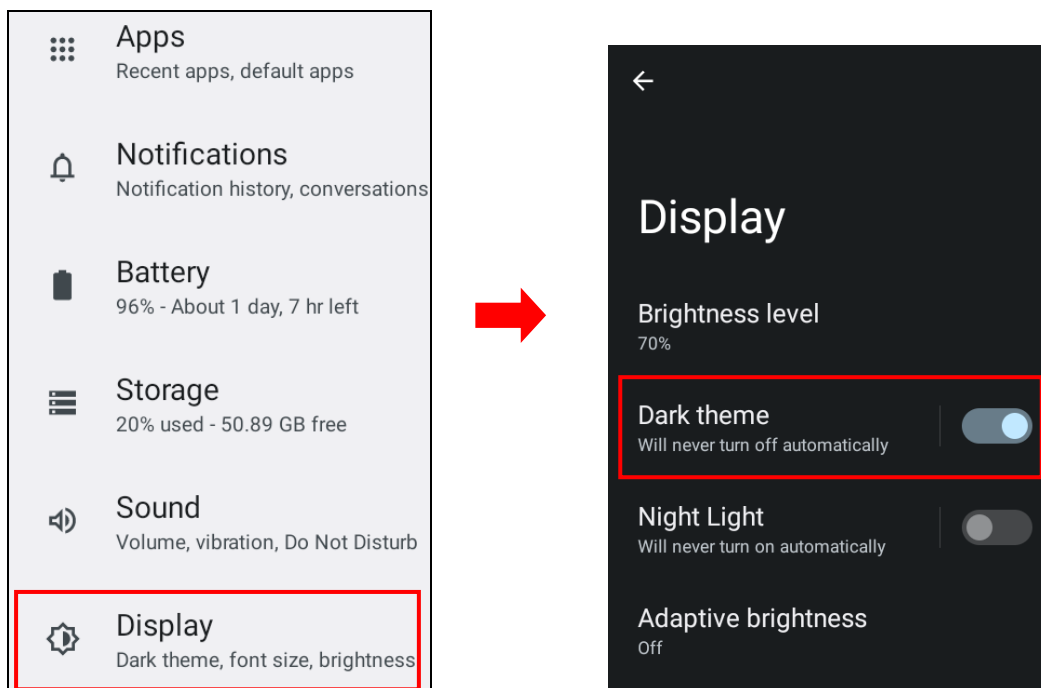 Apps
Recent apps, default apps
Notifications
Notification history, conversations
Battery
96% - About 1 day, 7 hr left
Storage
20% used - 50.89 GB free
Sound
Volume, vibration, Do Not Disturb
Display
Dark theme, font size, brightness
Display
Brightness level
70%
Dark theme
Will never turn off automatically
Night Light
Will never turn on automatically
Adaptive brightness
Off